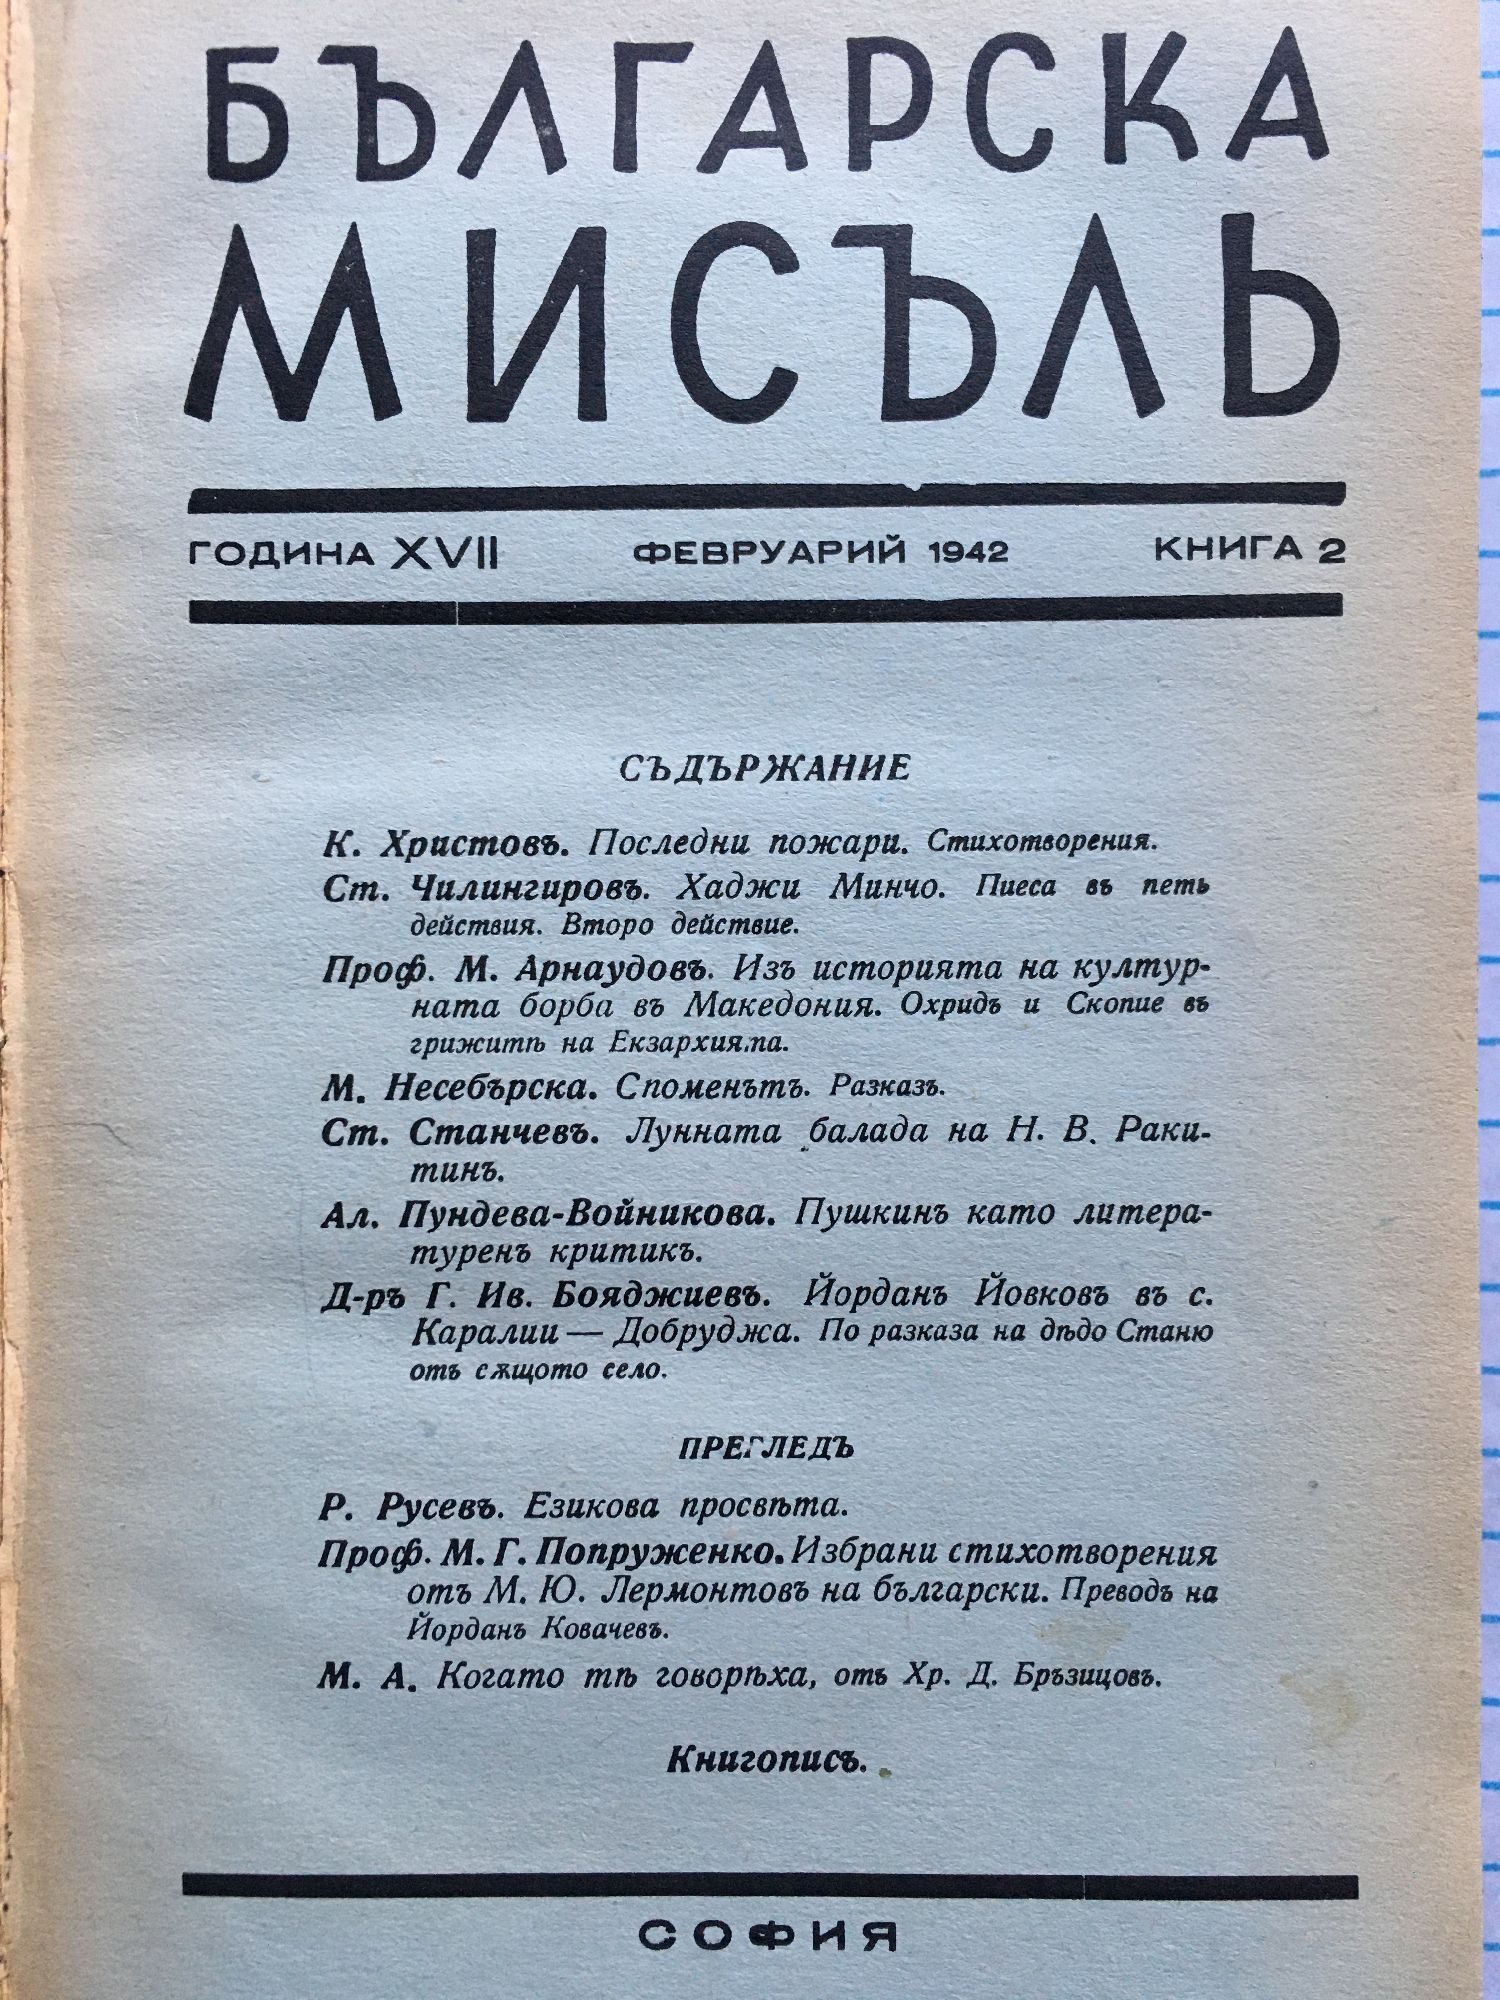 БЪЛГАРСКА
МИСЪЛЬ
ГОДИНА XVII ФЕВРУАРИЙ 1942 КНИГА 2
СЪДЪРЖАНИЕ
К. Христовъ. Последни пожари. Стихотворения.
Ст. Чилингировъ. Хаджи Минчо. Пиеса въ петь
действия. Второ действие.
Проф. М. Арнаудовъ. Изъ историята на култур-
ната борба въ Македония. Охридъ и Скопие въ
грижитѣ на Екзархията.
М. Несебърска. Споменътъ. Разказъ.
Ст. Станчевъ. Лунната балада на Н. В. Раки-
тинъ.
Ал. Пундева-Войникова. Пушкинъ като литера-
туренъ критикъ.
Д-ръ Г. Ив. Бояджиевъ. Йорданъ Йовковъ въ с.
Каралии — Добруджа. По разказа на дѣдо Станю
отъ сѫщото село.
ПРЕГЛЕДЪ
Р. Русевъ. Езикова просвѣта.
Проф. М. Г. Попруженко. Избрани стихотворения
отъ М. Ю. Лермонтовъ на български. Преводъ на
Йорданъ Ковачевъ.
М. А. Когато тѣ говорѣха, отъ Хр. Д. Бръзицовъ.
Книгописъ.
СОФИЯ